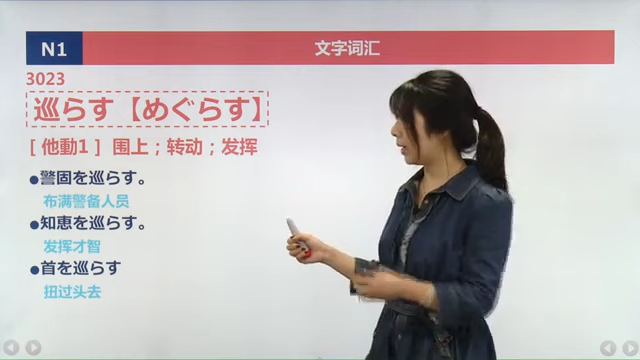 N1
文字词汇
3023
巡らす【めぐらす】
[ 他動1 ] 围上；转动；发挥
●警固を巡らす。
布满警备人员
●知恵を巡らす。
发挥才智
●首を巡らす
扭过头去